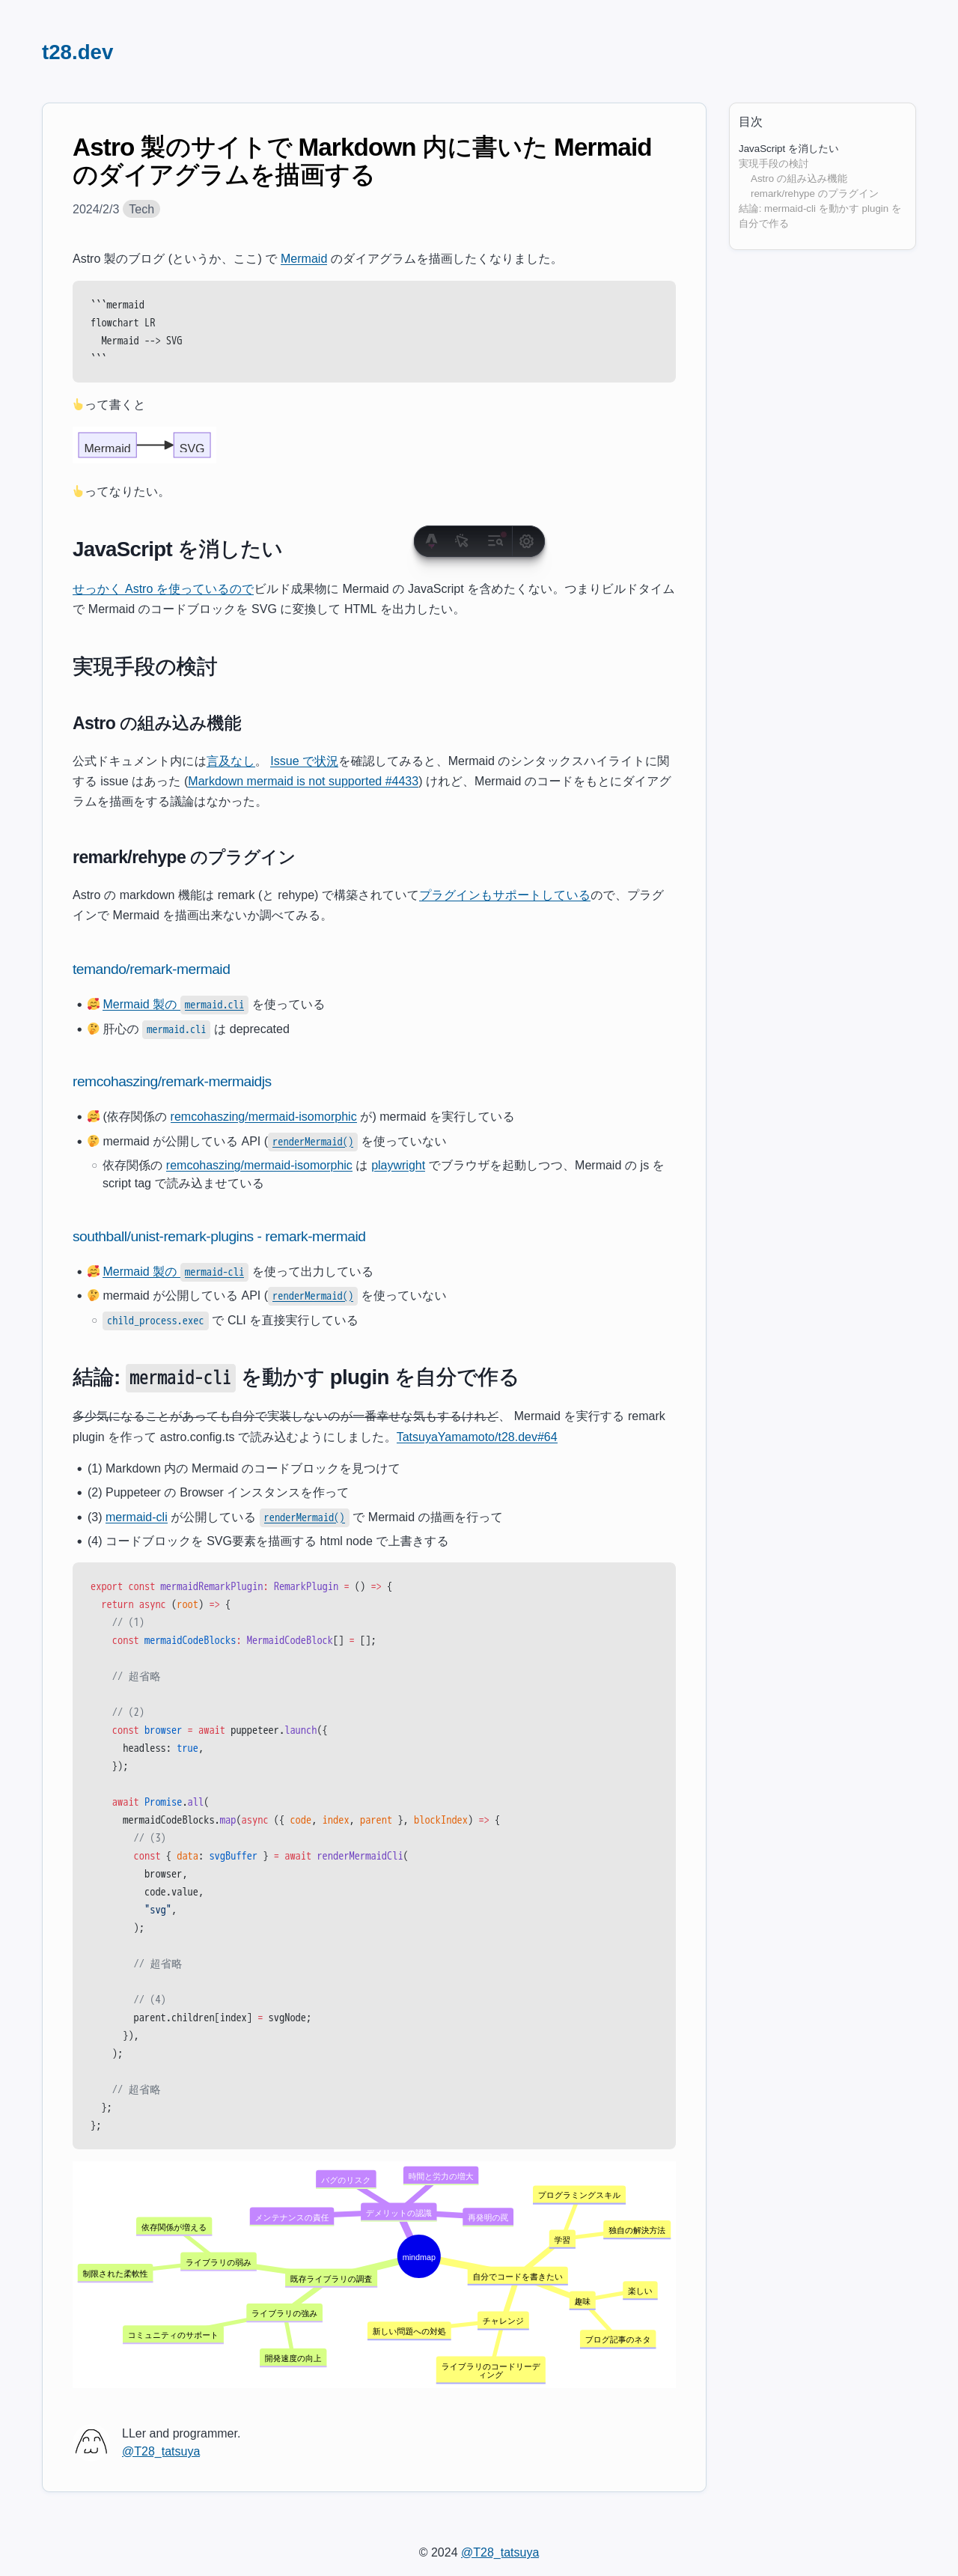 t28.dev
Astro 製のサイトで Markdown 内に書いた Mermaid
のダイアグラムを描画する
2024/2/3 Tech
Astro 製のブログ (というか、ここ) で Mermaid のダイアグラムを描画したくなりました。
```mermaid
flowchart LR
  Mermaid --> SVG
```
👆って書くと
Mermaid SVG
👆ってなりたい。
JavaScript を消したい
せっかく Astro を使っているのでビルド成果物に Mermaid の JavaScript を含めたくない。つまりビルドタイム
で Mermaid のコードブロックを SVG に変換して HTML を出力したい。
実現手段の検討
Astro の組み込み機能
公式ドキュメント内には言及なし。 Issue で状況を確認してみると、Mermaid のシンタックスハイライトに関
する issue はあった (Markdown mermaid is not supported #4433) けれど、Mermaid のコードをもとにダイアグ
ラムを描画をする議論はなかった。
remark/rehype のプラグイン
Astro の markdown 機能は remark (と rehype) で構築されていてプラグインもサポートしているので、プラグ
インで Mermaid を描画出来ないか調べてみる。
temando/remark-mermaid
• 🥰 Mermaid 製の mermaid.cli を使っている
• 🤔 肝心の mermaid.cli は deprecated
remcohaszing/remark-mermaidjs
• 🥰 (依存関係の remcohaszing/mermaid-isomorphic が) mermaid を実行している
• 🤔 mermaid が公開している API (renderMermaid() を使っていない
○ 依存関係の remcohaszing/mermaid-isomorphic は playwright でブラウザを起動しつつ、Mermaid の js を
script tag で読み込ませている
southball/unist-remark-plugins - remark-mermaid
• 🥰 Mermaid 製の mermaid-cli を使って出力している
• 🤔 mermaid が公開している API (renderMermaid() を使っていない
○ child_process.exec で CLI を直接実行している
結論: mermaid-cli を動かす plugin を自分で作る
多少気になることがあっても自分で実装しないのが一番幸せな気もするけれど、 Mermaid を実行する remark
plugin を作って astro.config.ts で読み込むようにしました。TatsuyaYamamoto/t28.dev#64
• (1) Markdown 内の Mermaid のコードブロックを見つけて
• (2) Puppeteer の Browser インスタンスを作って
• (3) mermaid-cli が公開している renderMermaid() で Mermaid の描画を行って
• (4) コードブロックを SVG要素を描画する html node で上書きする
export const mermaidRemarkPlugin: RemarkPlugin = () => {
  return async (root) => {
    // (1)
    const mermaidCodeBlocks: MermaidCodeBlock[] = [];
    // 超省略
    // (2)
    const browser = await puppeteer.launch({
      headless: true,
    });
    await Promise.all(
      mermaidCodeBlocks.map(async ({ code, index, parent }, blockIndex) => {
        // (3)
        const { data: svgBuffer } = await renderMermaidCli(
          browser,
          code.value,
          "svg",
        );
        // 超省略
        // (4)
        parent.children[index] = svgNode;
      }),
    );
    // 超省略
  };
};
バグのリスク
時間と労力の増大
メンテナンスの責任
デメリットの認識
再発明の罠
プログラミングスキル
依存関係が増える
独自の解決方法
学習
mindmap
ライブラリの弱み
制限された柔軟性
既存ライブラリの調査
自分でコードを書きたい
楽しい
趣味
ライブラリの強み
チャレンジ
新しい問題への対処
コミュニティのサポート
ブログ記事のネタ
開発速度の向上
ライブラリのコードリーデ
ィング
LLer and programmer.
@T28_tatsuya
目次
JavaScript を消したい
実現手段の検討
Astro の組み込み機能
remark/rehype のプラグイン
結論: mermaid-cli を動かす plugin を
自分で作る
© 2024 @T28_tatsuya